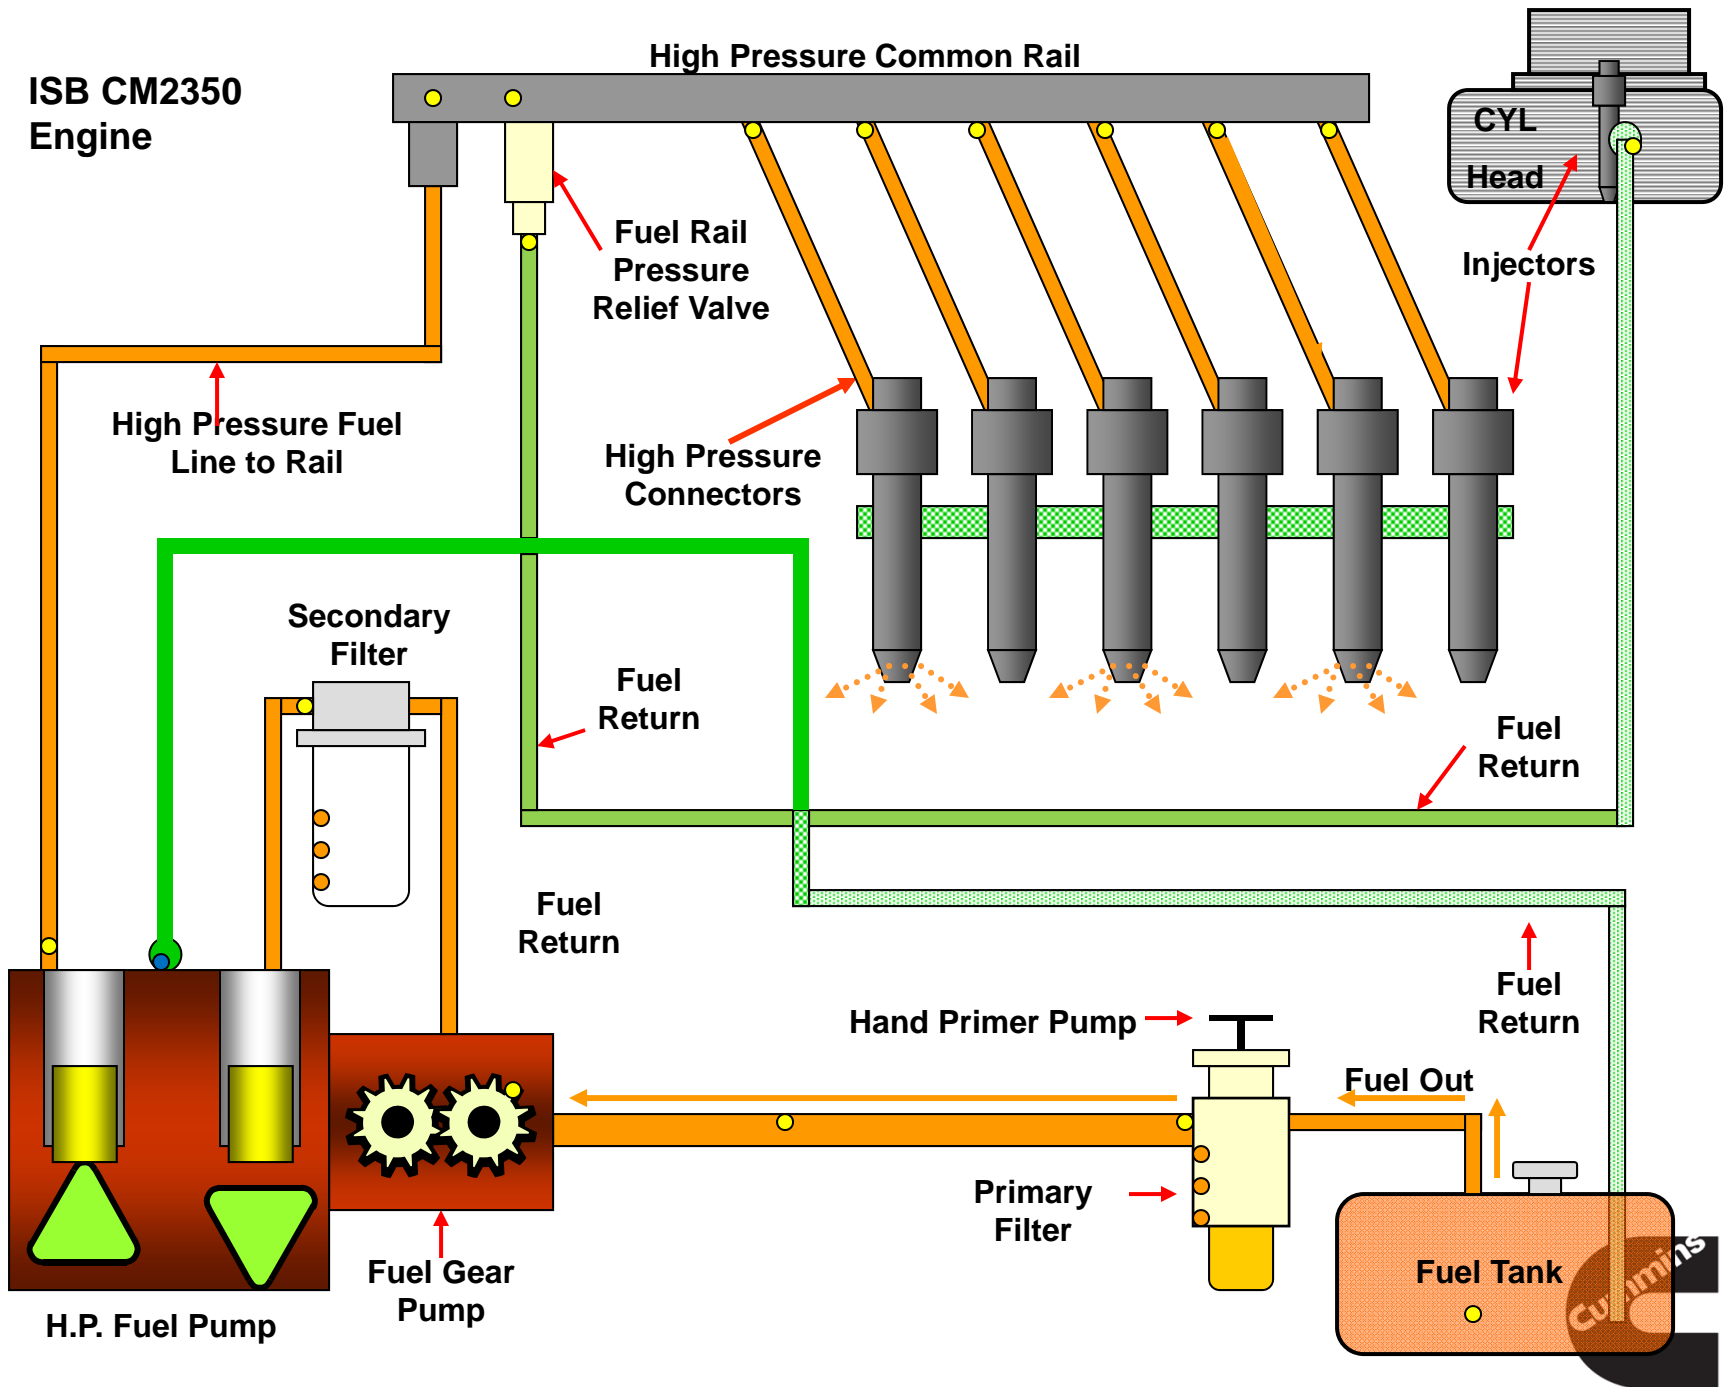 High Pressure Common Rail
ISB CM2350
Engine
CYL
Head
Fuel Rail
Pressure
Relief Valve
Injectors
High Pressure Fuel
Line to Rail
High Pressure
Connectors
Secondary
Filter
Fuel
Return
Fuel
Return
Fuel
Return
Fuel
Return
Hand Primer Pump
Fuel Out
Primary
Filter
Fuel Gear
Pump
Fuel Tank
Cummins
H.P. Fuel Pump